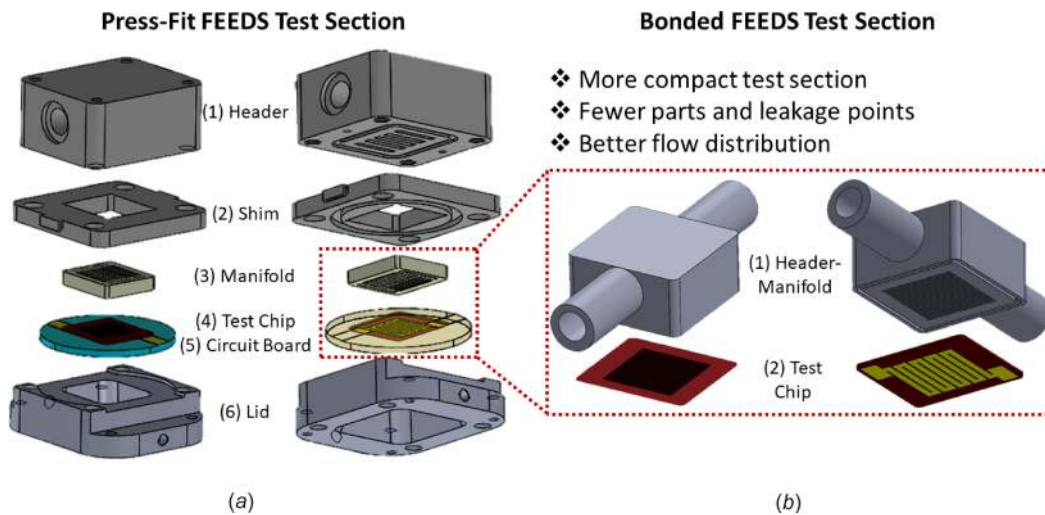 Press-Fit FEEDS Test Section
(1) Header
(2) Shim
(3) Manifold
(4) Test Chip
(5) Circuit Board
(6) Lid
(a)
Bonded FEEDS Test Section
❖ More compact test section
❖ Fewer parts and leakage points
❖ Better flow distribution
(1) Header-
Manifold
(2) Test
Chip
(b)